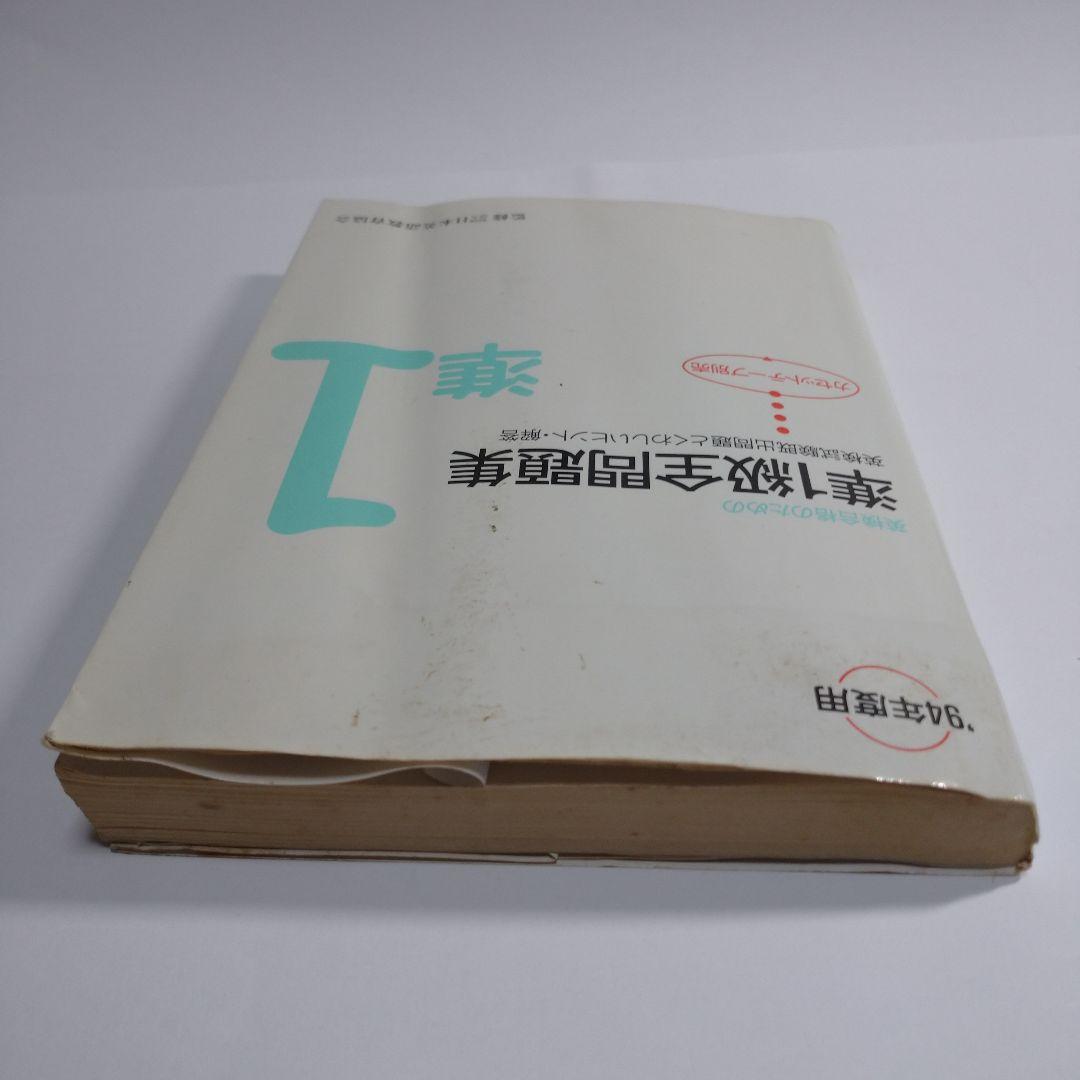 '94年度用
英検合格のための
準1級全問題集
英検試験既出問題とくわしいヒント・解答
カセットテープ別売
準1
監修 ㈶日本英語教育協会